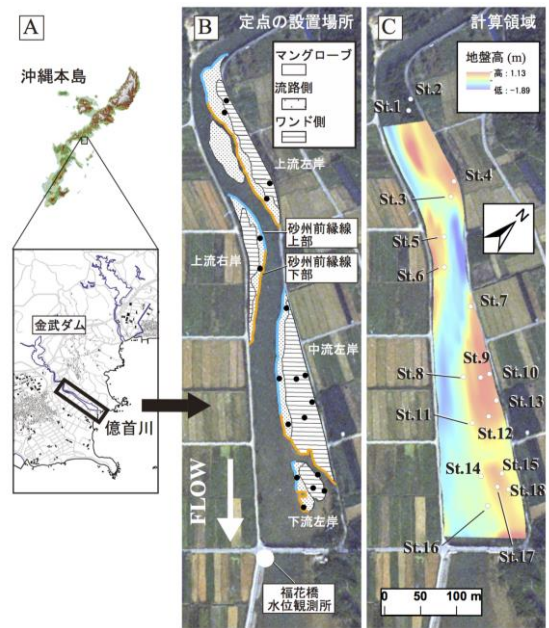 A
沖縄本島
金武ダム
億首川
B
定点の設置場所
マングローブ
流路側
ワンド側
上流左岸
砂州前縁線
上部
砂州前縁線
下部
上流右岸
中流左岸
下流左岸
FLOW
福花橋
水位観測所
C
計算領域
地盤高 (m)
高 : 1.13
低 : -1.89
St.2
St.1
St.4
St.3
St.5
St.6
St.7
St.9
St.8
St.10
St.13
St.11
St.12
St.15
St.14
St.18
St.16
St.17
N
0 50 100 m